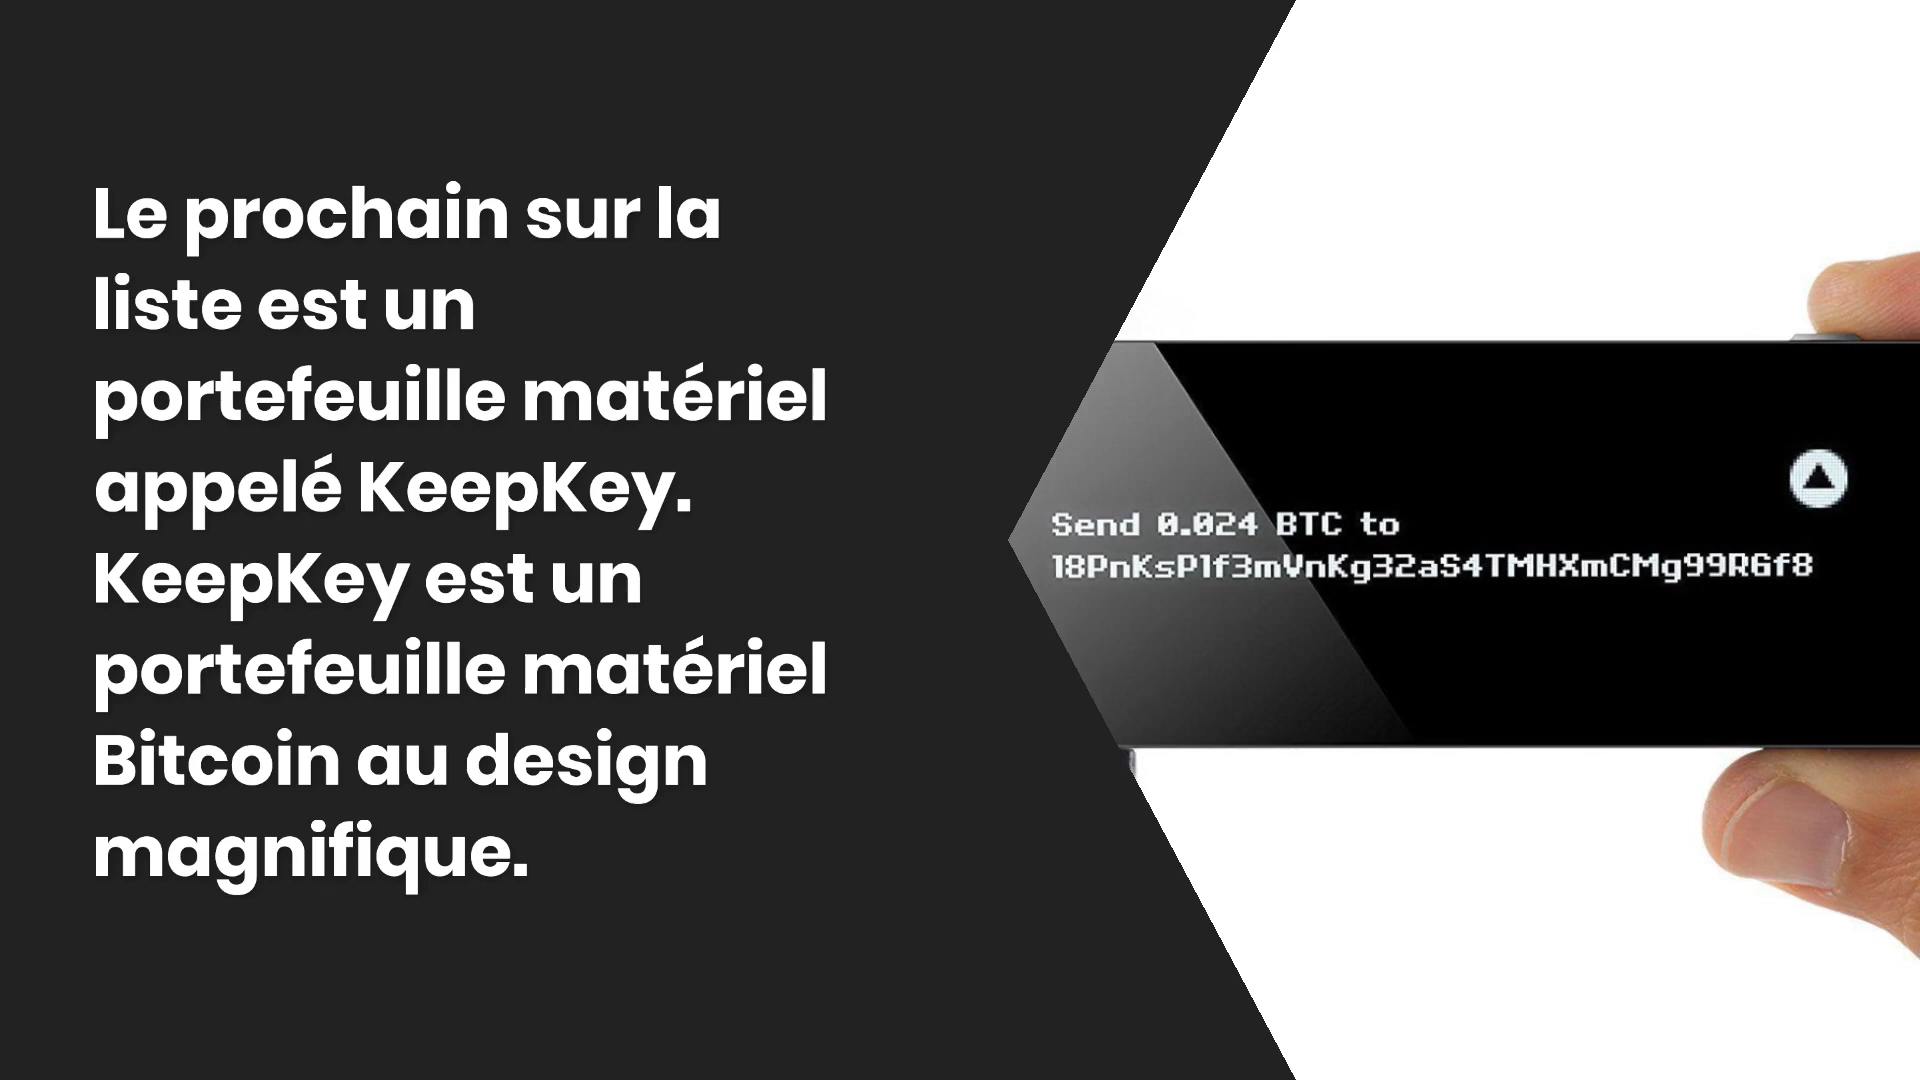 Le prochain sur la
liste est un
portefeuille matériel
appelé KeepKey.
KeepKey est un
portefeuille matériel
Bitcoin au design
magnifique.
Send 0.024 BTC to
18PnKsP1f3mVnKg32aS4TMHXmCMg99RGf8